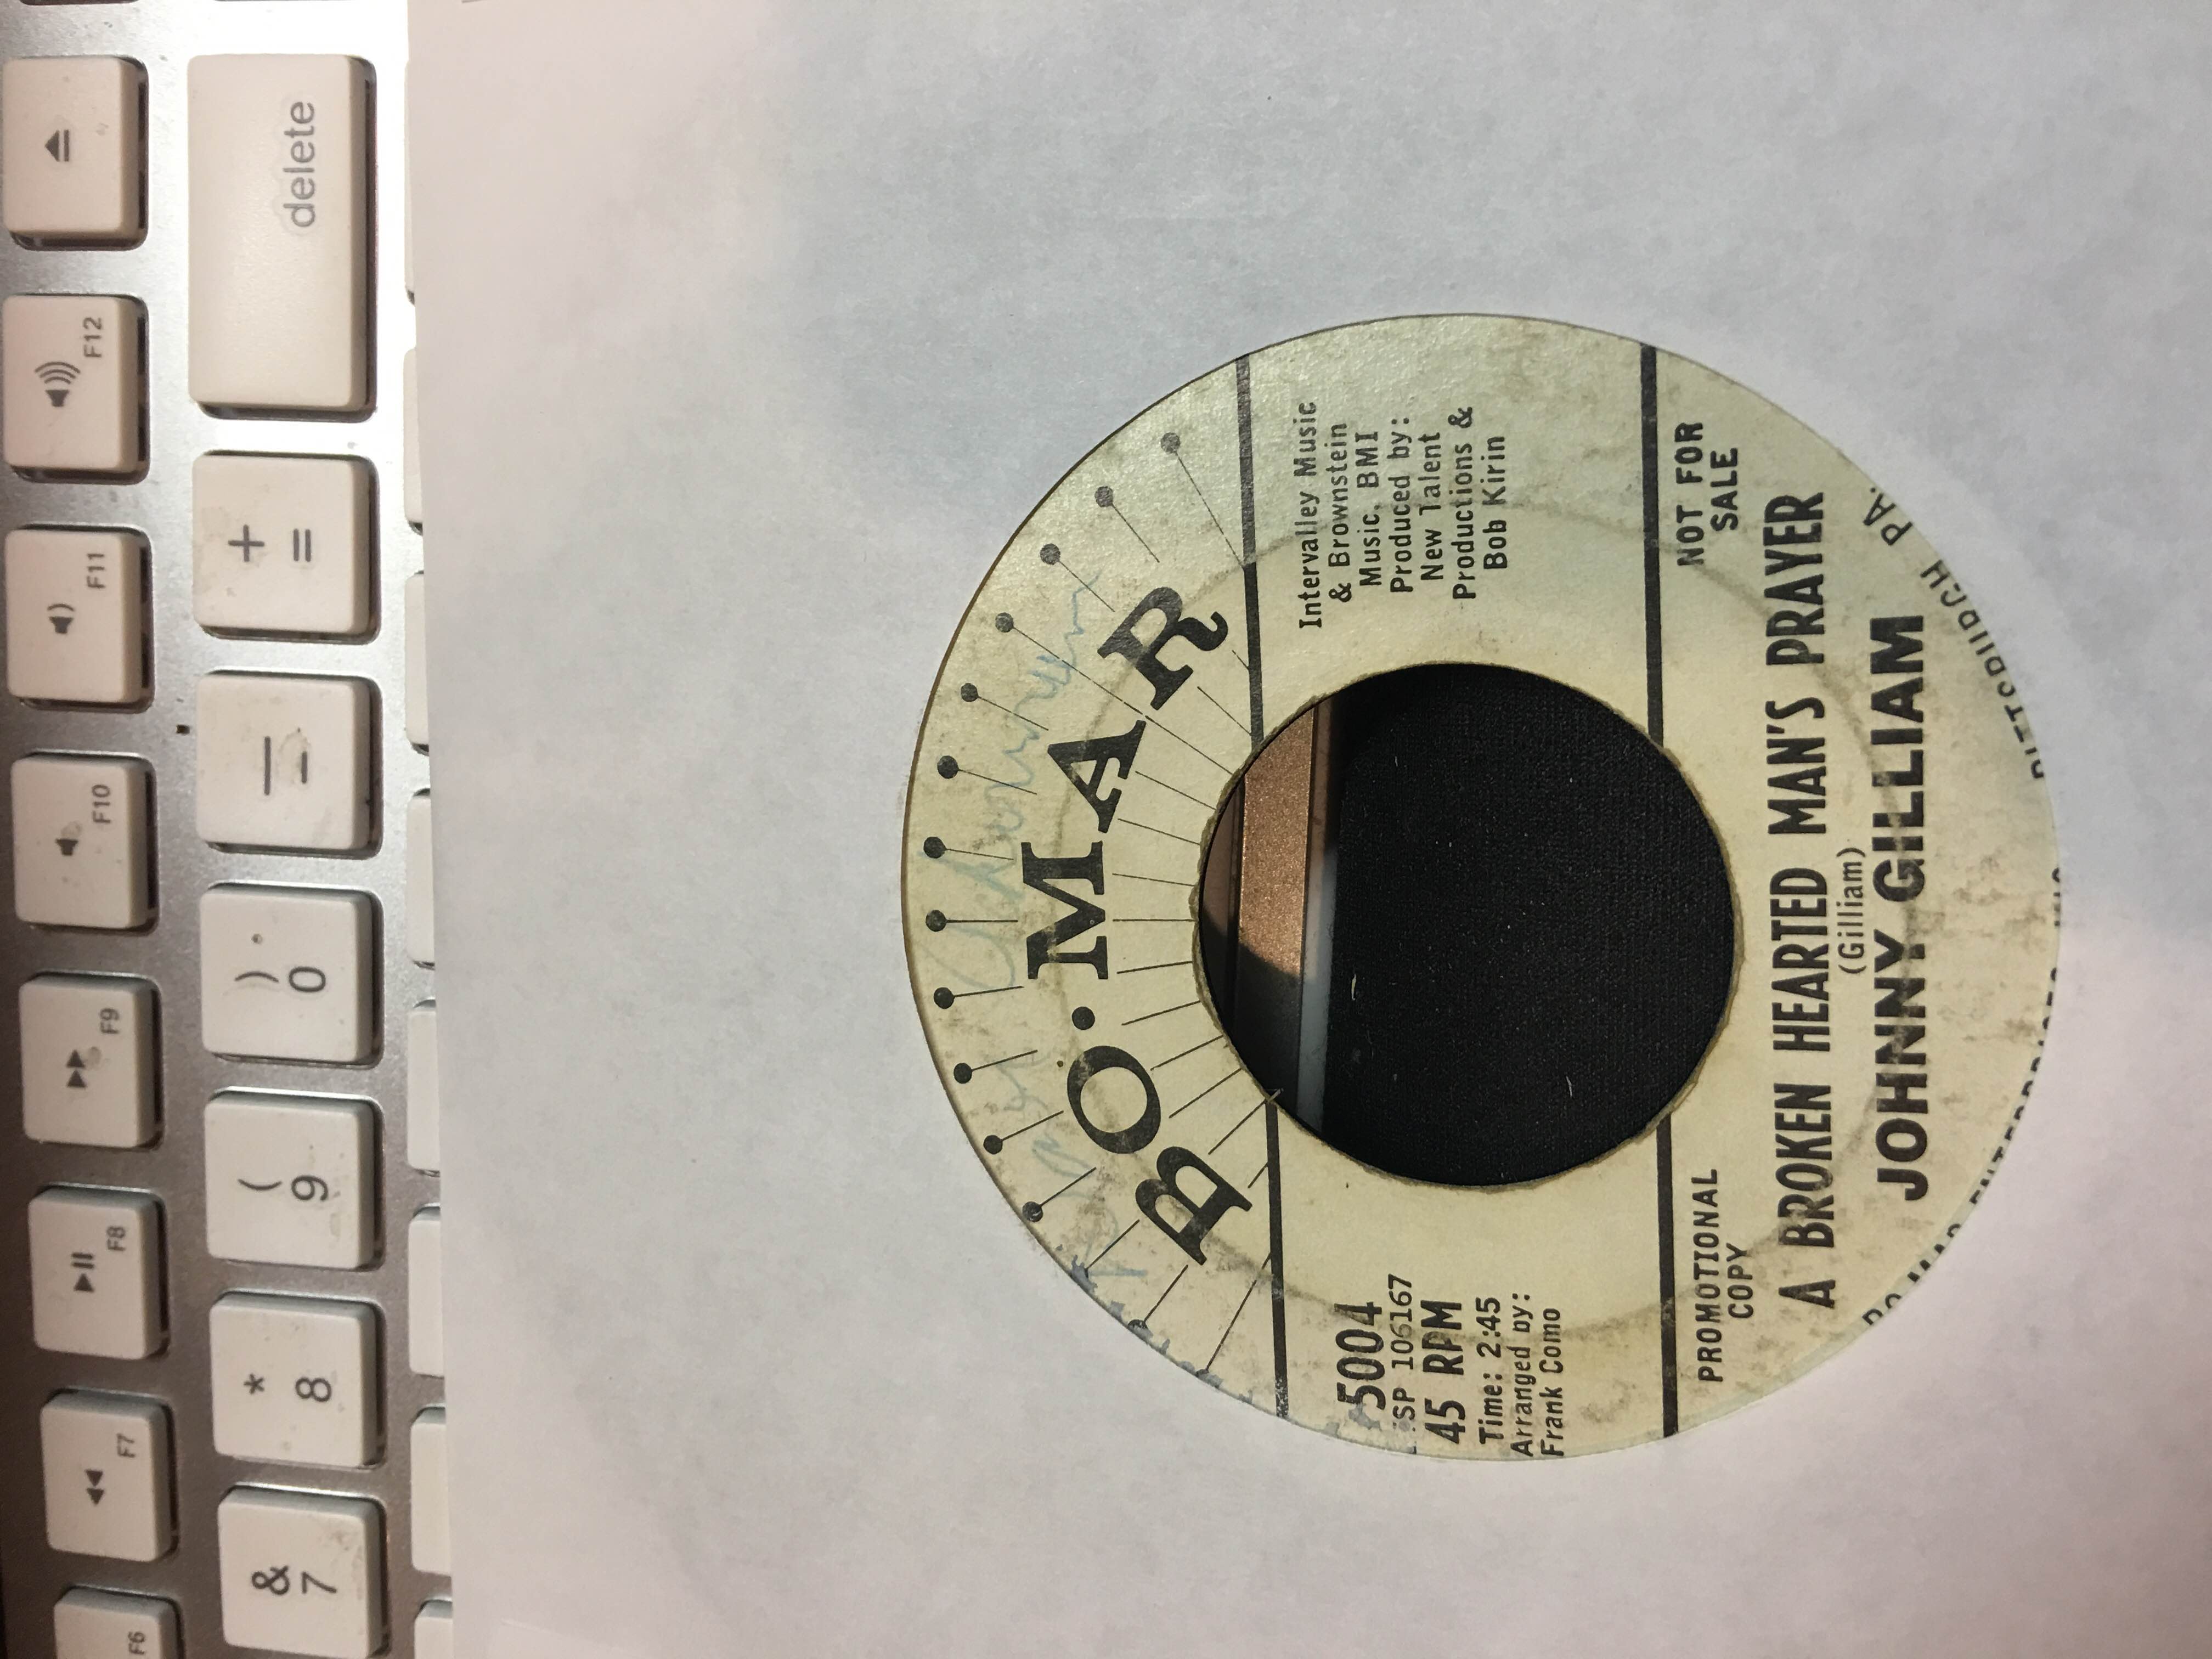 BO·MAR
5004
SP 106167
45 RPM
Time: 2:45
Arranged by:
Frank Como
Intervalley Music
& Brownstein
Music. BMI
Produced by:
New Talent
Productions &
Bob Kirin
PROMOTIONAL
COPY
NOT FOR
SALE
A BROKEN HEARTED MAN'S PRAYER
(Gilliam)
JOHNNY GILLIAM
PA.
delete
F12
F11
F10
F9
F8
F7
F6
+
=
—
-
)
0
(
9
*
8
&
7